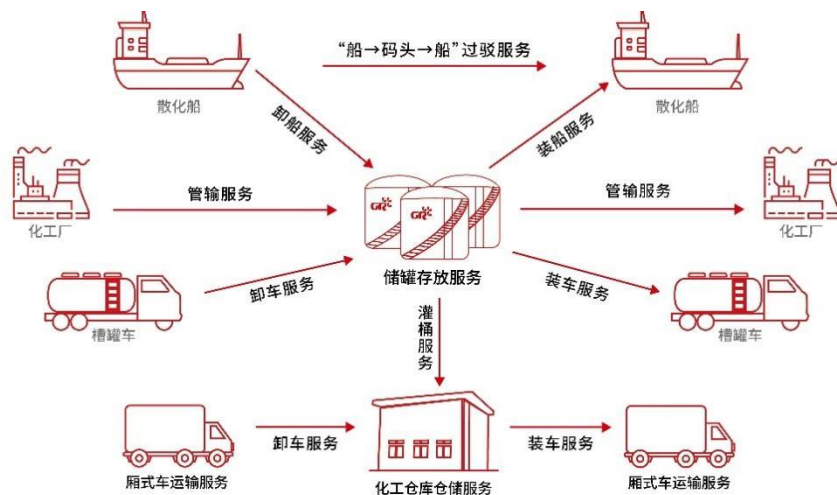 “船→码头→船”过驳服务
散化船
散化船
卸船服务
装船服务
管输服务
管输服务
化工厂
化工厂
储罐存放服务
卸车服务
装车服务
槽罐车
槽罐车
灌桶服务
卸车服务
装车服务
厢式车运输服务
化工仓库仓储服务
厢式车运输服务